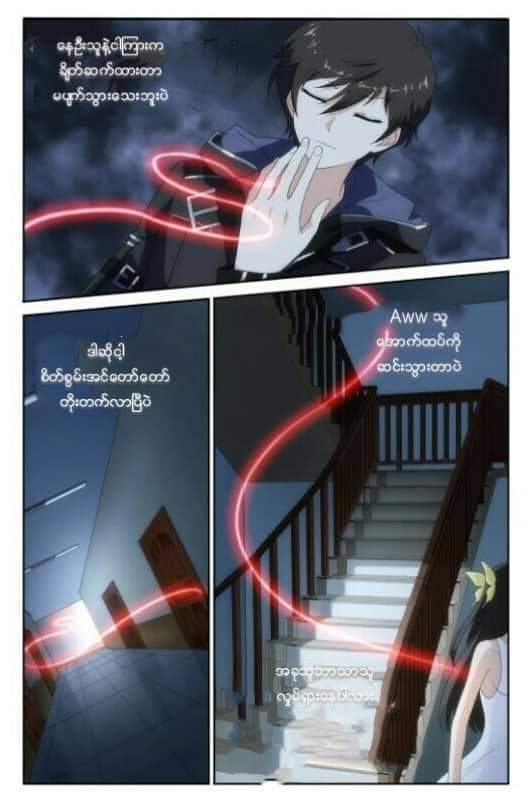 နေဦးသူနဲ့ငါကြားက
ချိတ်ဆက်ထားတာ
မပျက်သွားသေးဘူးပဲ
ဒါဆိုငါ့
စိတ်စွမ်းအင်တော်တော်
တိုးတက်လာပြီပဲ
Aww သူ
အောက်ထပ်ကို
ဆင်းသွားတာပဲ
အခုသူ့ဘာသာသူ
လှုပ်ရှားနေပါလား